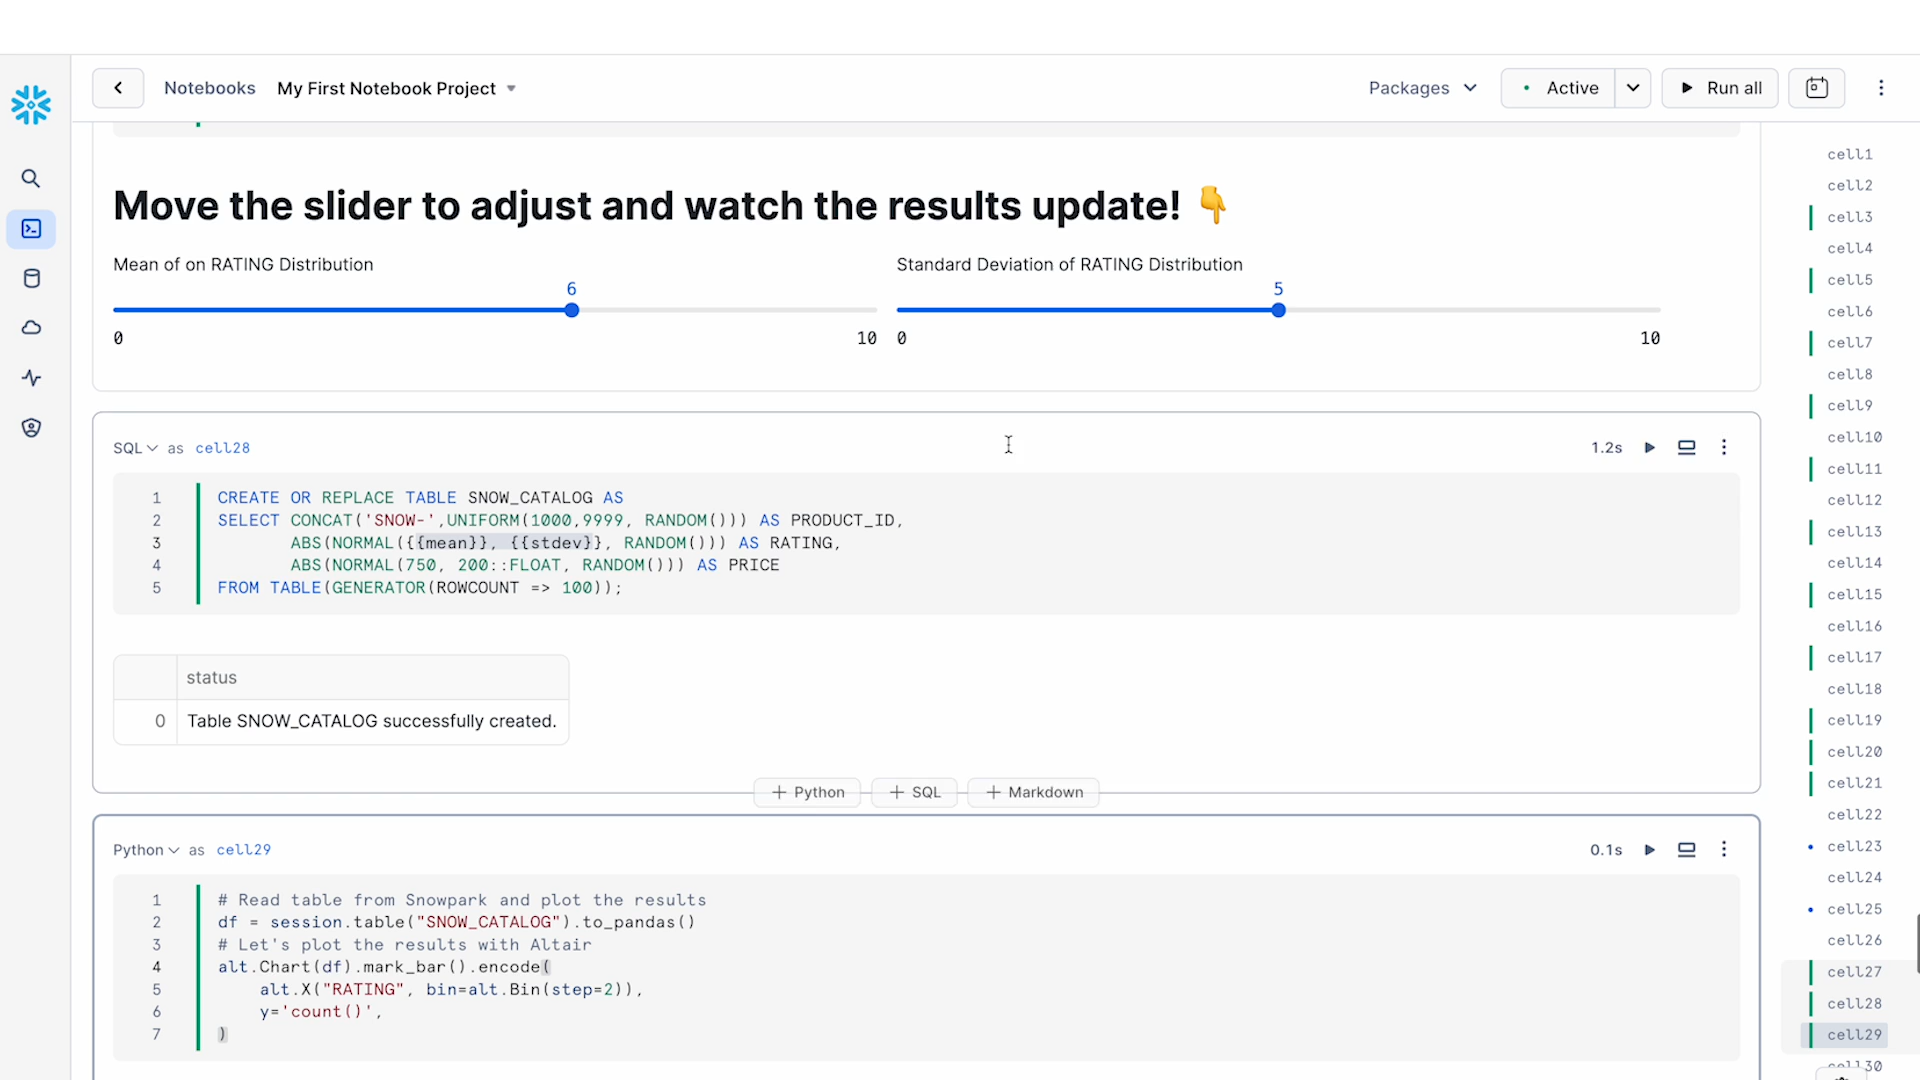 Notebooks My First Notebook Project Packages Active Run all
Move the slider to adjust and watch the results update! 👇
Mean of on RATING Distribution Standard Deviation of RATING Distribution
6 5
0 10 0 10
SQL as cell28 1.2s
1 CREATE OR REPLACE TABLE SNOW_CATALOG AS
2 SELECT CONCAT('SNOW-',UNIFORM(1000,9999, RANDOM())) AS PRODUCT_ID,
3 ABS(NORMAL({{mean}}, {{stdev}}, RANDOM())) AS RATING,
4 ABS(NORMAL(750, 200::FLOAT, RANDOM())) AS PRICE
5 FROM TABLE(GENERATOR(ROWCOUNT => 100));
status
0 Table SNOW_CATALOG successfully created.
+ Python + SQL + Markdown
Python as cell29 0.1s
1 # Read table from Snowpark and plot the results
2 df = session.table("SNOW_CATALOG").to_pandas()
3 # Let's plot the results with Altair
4 alt.Chart(df).mark_bar().encode(
5 alt.X("RATING", bin=alt.Bin(step=2)),
6 y='count()',
7 )
cell1
cell2
cell3
cell4
cell5
cell6
cell7
cell8
cell9
cell10
cell11
cell12
cell13
cell14
cell15
cell16
cell17
cell18
cell19
cell20
cell21
cell22
cell23
cell24
cell25
cell26
cell27
cell28
cell29
cell30